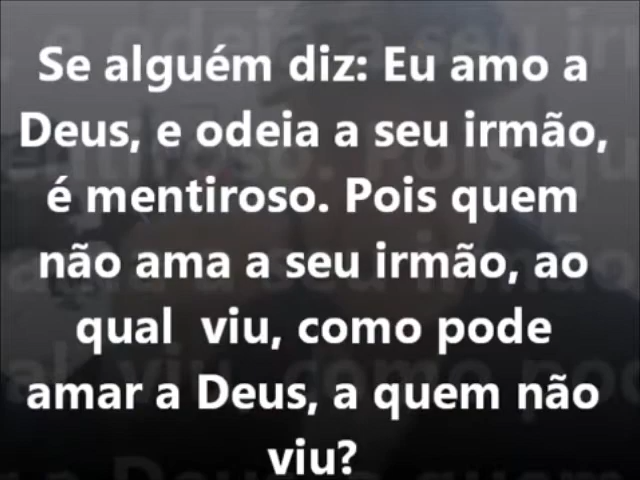 Se alguém diz: Eu amo a
Deus, e odeia a seu irmão,
é mentiroso. Pois quem
não ama a seu irmão, ao
qual  viu, como pode
amar a Deus, a quem não
viu?